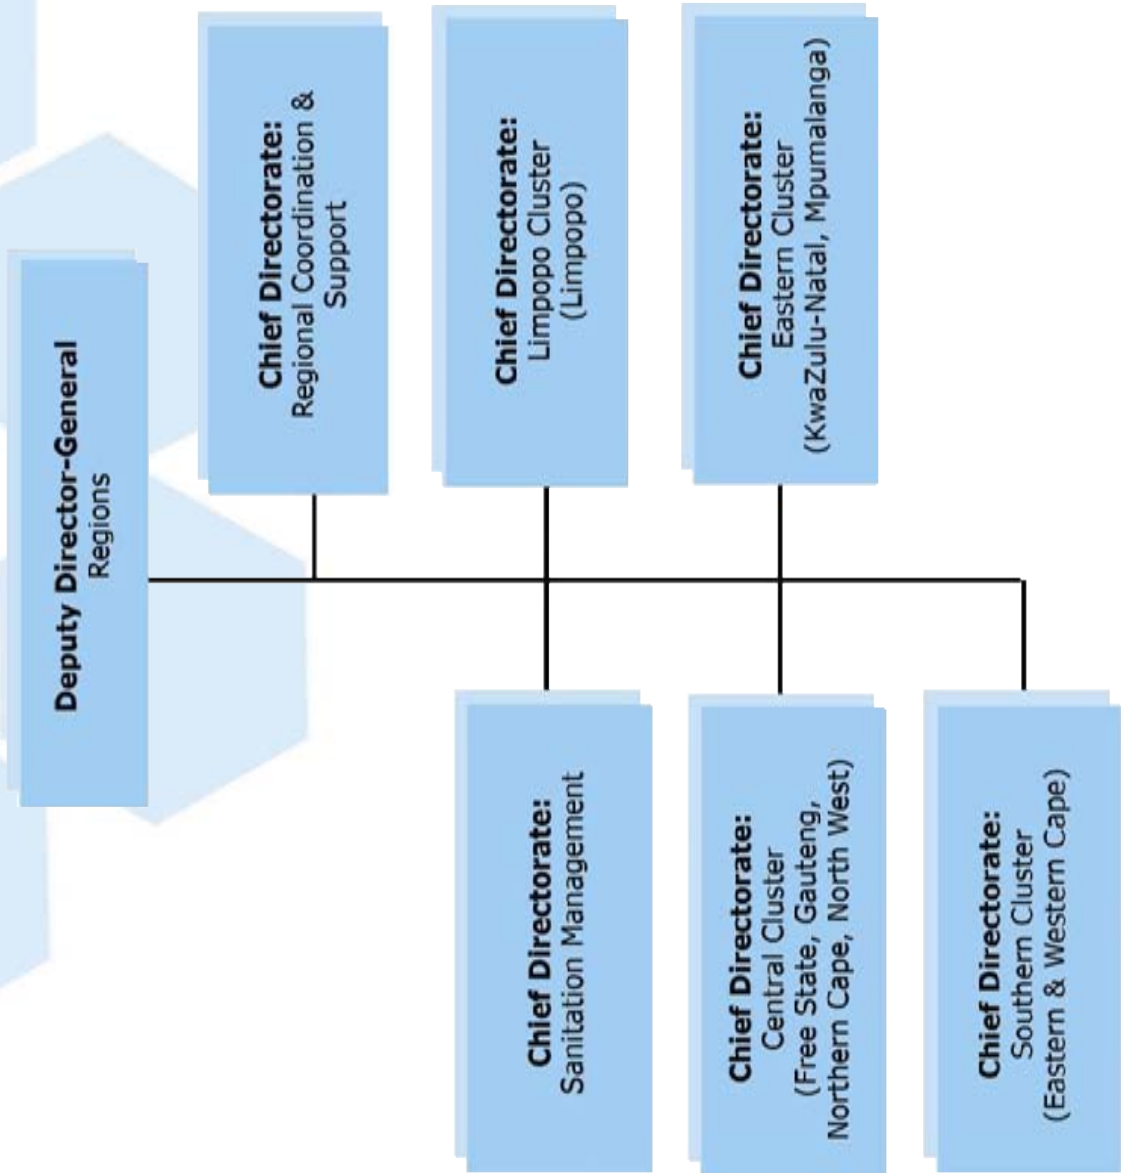 Deputy Director-General
Regions
Chief Directorate:
Regional Coordination &
Support
Chief Directorate:
Sanitation Management
Chief Directorate:
Limpopo Cluster
(Limpopo)
Chief Directorate:
Central Cluster
(Free State, Gauteng,
Northern Cape, North West)
Chief Directorate:
Eastern Cluster
(KwaZulu-Natal, Mpumalanga)
Chief Directorate:
Southern Cluster
(Eastern & Western Cape)